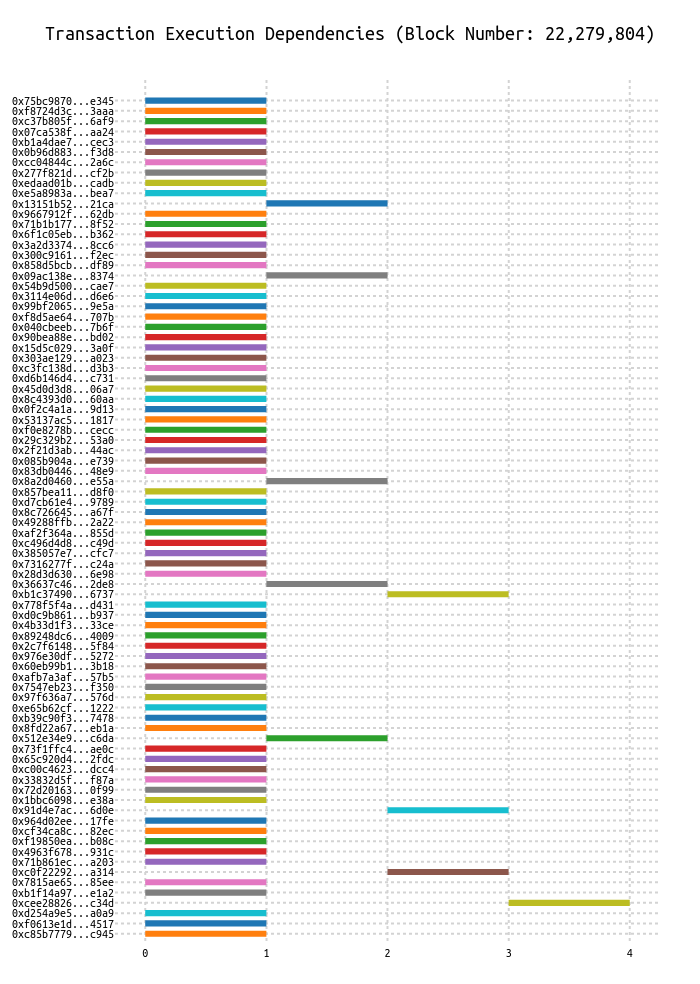 Transaction Execution Dependencies (Block Number: 22,279,804)
0x75bc9870...e345
0xf8724d3c...3aaa
0xc37b805f...6af9
0x07ca538f...aa24
0xb1a4dae7...cec3
0x0b96d883...f3d8
0xcc04844c...2a6c
0x277f821d...cf2b
0xedaad01b...cadb
0xe5a8983a...bea7
0x13151b52...21ca
0x9667912f...62db
0x71b1b177...8f52
0x6f1c05eb...b362
0x3a2d3374...8cc6
0x300c9161...f2ec
0x858d5bcb...df89
0x09ac138e...8374
0x54b9d500...cae7
0x3114e06d...d6e6
0x99bf2065...9e5a
0xf8d5ae64...707b
0x040cbeeb...7b6f
0x90bea88e...bd02
0x15d5c029...3a0f
0x303ae129...a023
0xc3fc138d...d3b3
0xd6b146d4...c731
0x45d0d3d8...06a7
0x8c4393d0...60aa
0x0f2c4a1a...9d13
0x53137ac5...1817
0xf0e8278b...cecc
0x29c329b2...53a0
0x2f21d3ab...44ac
0x085b904a...e739
0x83db0446...48e9
0x8a2d0460...e55a
0x857bea11...d8f0
0xd7cb61e4...9789
0x8c726645...a67f
0x49288ffb...2a22
0xaf2f364a...855d
0xc496d4d8...c49d
0x385057e7...cfc7
0x7316277f...c24a
0x28d3d630...6e98
0x36637c46...2de8
0xb1c37490...6737
0x778f5f4a...d431
0xd0c9b861...b937
0x4b33d1f3...33ce
0x89248dc6...4009
0x2c7f6148...5f84
0x976e30df...5272
0x60eb99b1...3b18
0xafb7a3af...57b5
0x7547eb23...f350
0x97f636a7...576d
0xe65b62cf...1222
0xb39c90f3...7478
0x8fd22a67...eb1a
0x512e34e9...c6da
0x73f1ffc4...ae0c
0x65c920d4...2fdc
0xc00c4623...dcc4
0x33832d5f...f87a
0x72d20163...0f99
0x1bbc6098...e38a
0x91d4e7ac...6d0e
0x964d02ee...17fe
0xcf34ca8c...82ec
0xf19850ea...b08c
0x4963f678...931c
0x71b861ec...a203
0xc0f22292...a314
0x7815ae65...85ee
0xb1f14a97...e1a2
0xcee28826...c34d
0xd254a9e5...a0a9
0xf0613e1d...4517
0xc85b7779...c945
0 1 2 3 4